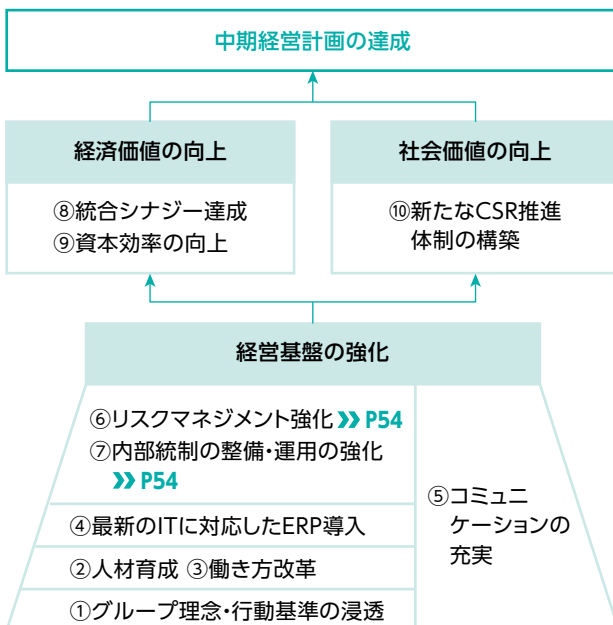 中期経営計画の達成
経済価値の向上
⑧統合シナジー達成
⑨資本効率の向上
社会価値の向上
⑩新たなCSR推進
体制の構築
経営基盤の強化
⑥リスクマネジメント強化 》P54
⑦内部統制の整備・運用の強化
》P54
④最新のITに対応したERP導入
②人材育成 ③働き方改革
①グループ理念・行動基準の浸透
⑤コミュニ
ケーションの
充実